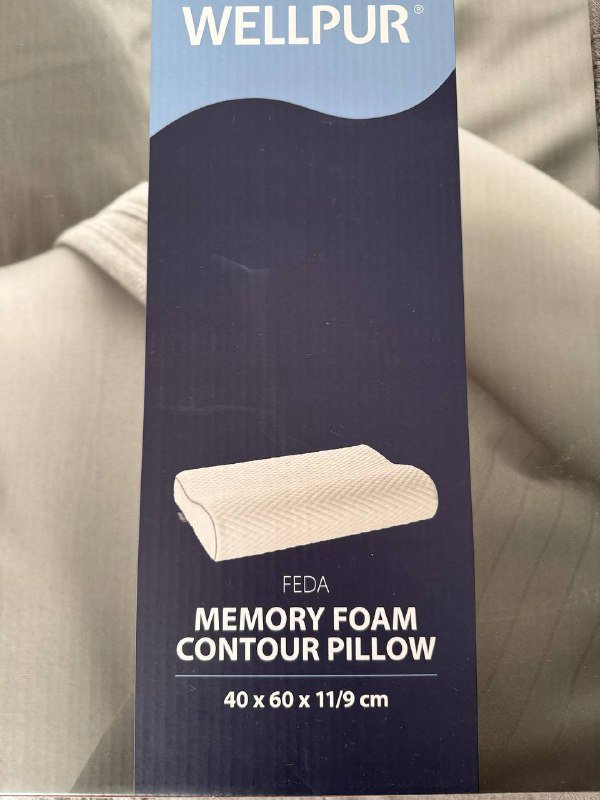 WELLPUR®
FEDA
MEMORY FOAM
CONTOUR PILLOW
40 x 60 x 11/9 cm